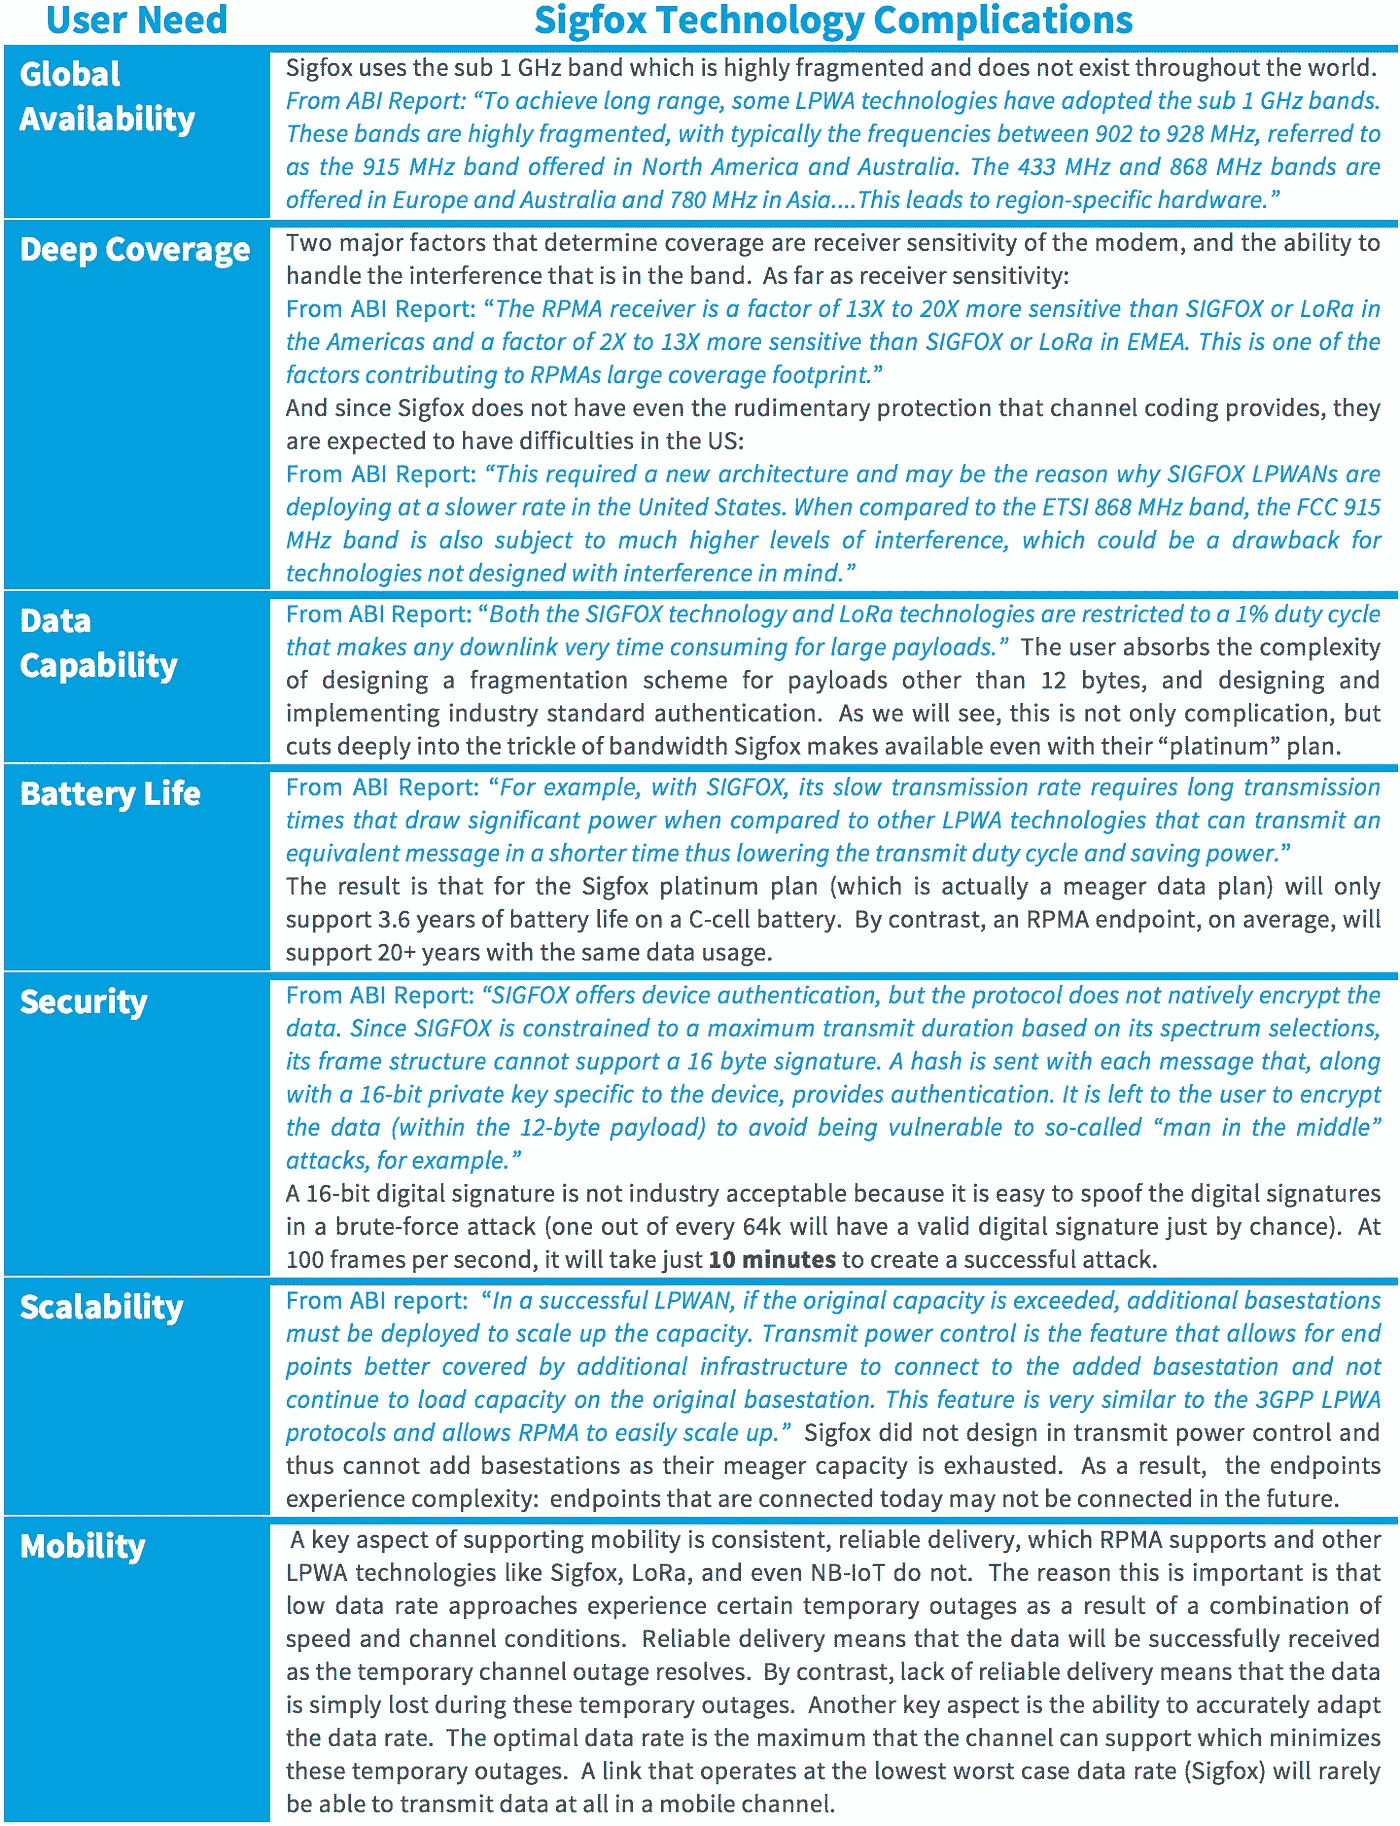 User Need
Sigfox Technology Complications
Global
Availability
Sigfox uses the sub 1 GHz band which is highly fragmented and does not exist throughout the world.
From ABI Report: “To achieve long range, some LPWA technologies have adopted the sub 1 GHz bands.
These bands are highly fragmented, with typically the frequencies between 902 to 928 MHz, referred to
as the 915 MHz band offered in North America and Australia. The 433 MHz and 868 MHz bands are
offered in Europe and Australia and 780 MHz in Asia....This leads to region-specific hardware.”
Deep Coverage
Two major factors that determine coverage are receiver sensitivity of the modem, and the ability to
handle the interference that is in the band. As far as receiver sensitivity:
From ABI Report: “The RPMA receiver is a factor of 13X to 20X more sensitive than SIGFOX or LoRa in
the Americas and a factor of 2X to 13X more sensitive than SIGFOX or LoRa in EMEA. This is one of the
factors contributing to RPMAs large coverage footprint.”
And since Sigfox does not have even the rudimentary protection that channel coding provides, they
are expected to have difficulties in the US:
From ABI Report: “This required a new architecture and may be the reason why SIGFOX LPWANs are
deploying at a slower rate in the United States. When compared to the ETSI 868 MHz band, the FCC 915
MHz band is also subject to much higher levels of interference, which could be a drawback for
technologies not designed with interference in mind.”
Data
Capability
From ABI Report: “Both the SIGFOX technology and LoRa technologies are restricted to a 1% duty cycle
that makes any downlink very time consuming for large payloads.” The user absorbs the complexity
of designing a fragmentation scheme for payloads other than 12 bytes, and designing and
implementing industry standard authentication. As we will see, this is not only complication, but
cuts deeply into the trickle of bandwidth Sigfox makes available even with their “platinum” plan.
Battery Life
From ABI Report: “For example, with SIGFOX, its slow transmission rate requires long transmission
times that draw significant power when compared to other LPWA technologies that can transmit an
equivalent message in a shorter time thus lowering the transmit duty cycle and saving power.”
The result is that for the Sigfox platinum plan (which is actually a meager data plan) will only
support 3.6 years of battery life on a C-cell battery. By contrast, an RPMA endpoint, on average, will
support 20+ years with the same data usage.
Security
From ABI Report: “SIGFOX offers device authentication, but the protocol does not natively encrypt the
data. Since SIGFOX is constrained to a maximum transmit duration based on its spectrum selections,
its frame structure cannot support a 16 byte signature. A hash is sent with each message that, along
with a 16-bit private key specific to the device, provides authentication. It is left to the user to encrypt
the data (within the 12-byte payload) to avoid being vulnerable to so-called “man in the middle”
attacks, for example.”
A 16-bit digital signature is not industry acceptable because it is easy to spoof the digital signatures
in a brute-force attack (one out of every 64k will have a valid digital signature just by chance). At
100 frames per second, it will take just 10 minutes to create a successful attack.
Scalability
From ABI report: “In a successful LPWAN, if the original capacity is exceeded, additional basestations
must be deployed to scale up the capacity. Transmit power control is the feature that allows for end
points better covered by additional infrastructure to connect to the added basestation and not
continue to load capacity on the original basestation. This feature is very similar to the 3GPP LPWA
protocols and allows RPMA to easily scale up.” Sigfox did not design in transmit power control and
thus cannot add basestations as their meager capacity is exhausted. As a result, the endpoints
experience complexity: endpoints that are connected today may not be connected in the future.
Mobility
A key aspect of supporting mobility is consistent, reliable delivery, which RPMA supports and other
LPWA technologies like Sigfox, LoRa, and even NB-IoT do not. The reason this is important is that
low data rate approaches experience certain temporary outages as a result of a combination of
speed and channel conditions. Reliable delivery means that the data will be successfully received
as the temporary channel outage resolves. By contrast, lack of reliable delivery means that the data
is simply lost during these temporary outages. Another key aspect is the ability to accurately adapt
the data rate. The optimal data rate is the maximum that the channel can support which minimizes
these temporary outages. A link that operates at the lowest worst case data rate (Sigfox) will rarely
be able to transmit data at all in a mobile channel.